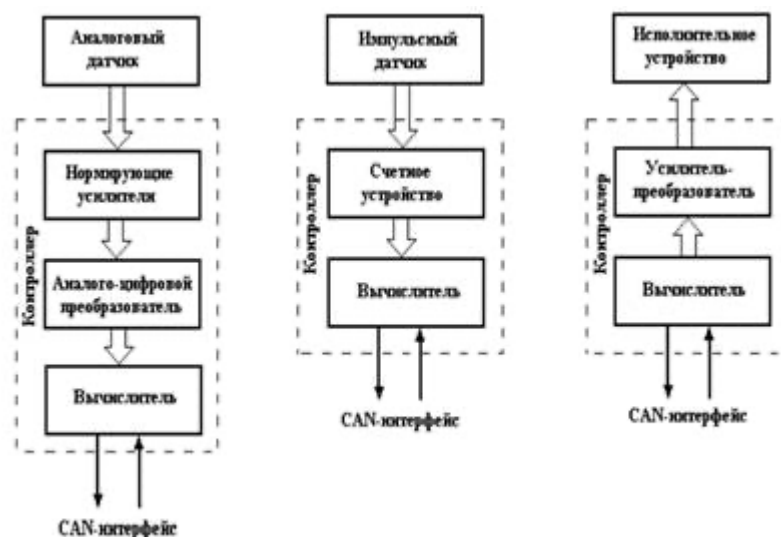 Аналоговый
датчик
Нормирующие
усилители
Аналого-цифровой
преобразователь
Вычислитель
Контроллер
CAN-интерфейс
Импульсный
датчик
Счетное
устройство
Вычислитель
Контроллер
CAN-интерфейс
Исполнительное
устройство
Усилитель-
преобразователь
Вычислитель
Контроллер
CAN-интерфейс